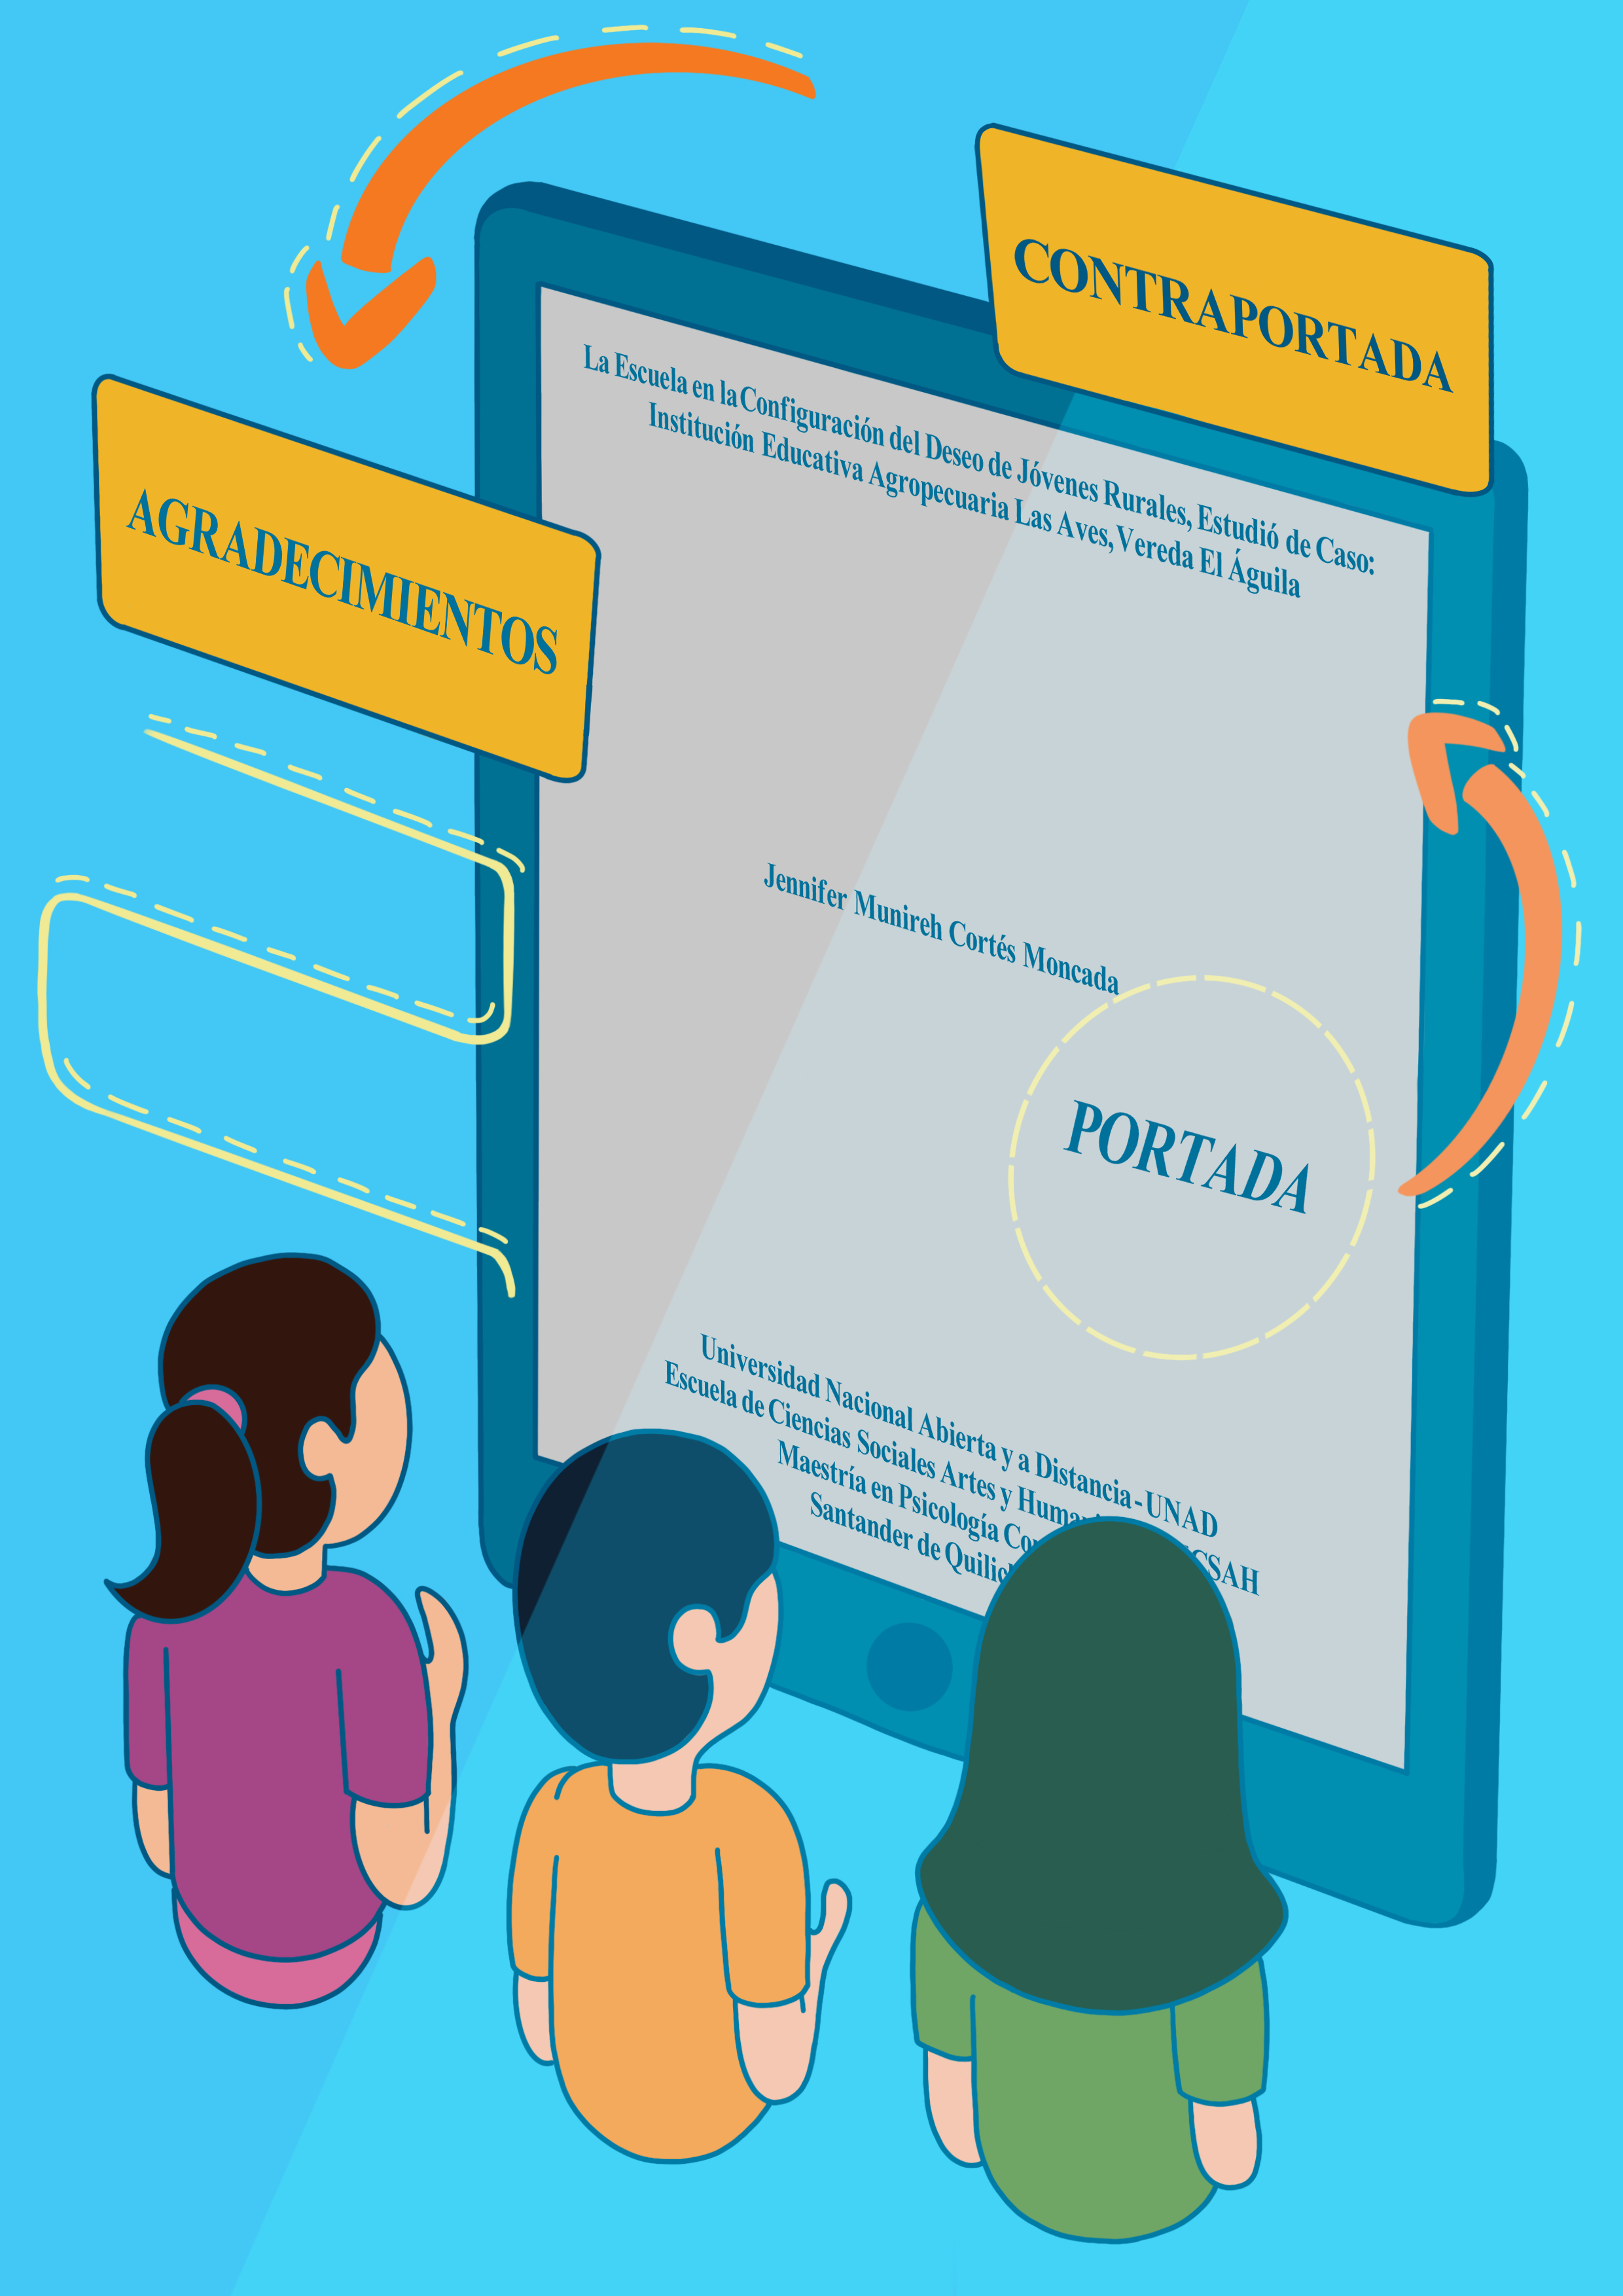 CONTRAPORTADA
La Escuela en la Configuración del Deseo de Jóvenes Rurales, Estudió de Caso:
Institución Educativa Agropecuaria Las Aves, Vereda El Águila
AGRADECIMIENTOS
Jennifer Munireh Cortés Moncada
PORTADA
Universidad Nacional Abierta y a Distancia - UNAD
Escuela de Ciencias Sociales Artes y
Maestría en Psicología
Santander de